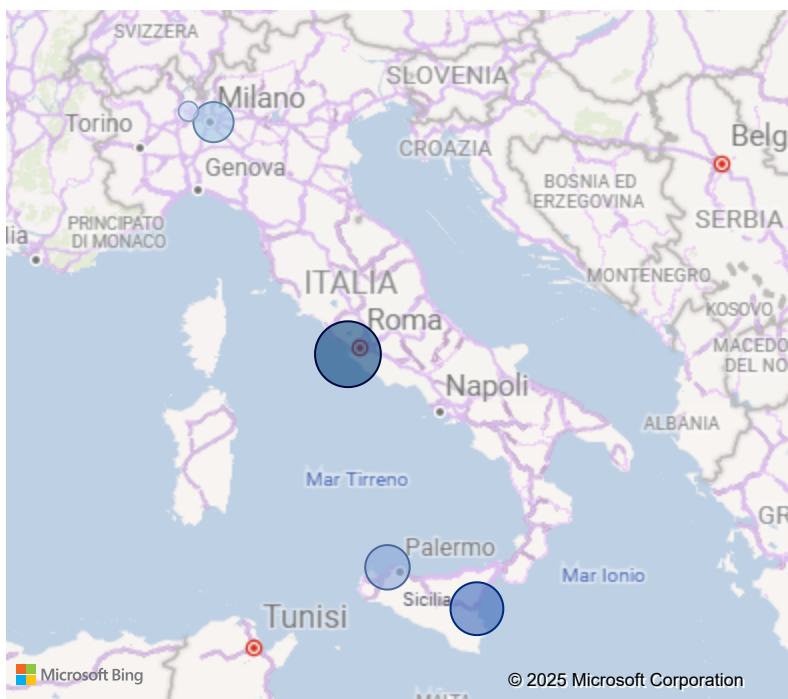 SVIZZERA
SLOVENIA
Milano
Torino
Belg
CROAZIA
Genova
BOSNIA ED
ERZEGOVINA
PRINCIPATO
DI MONACO
lia
SERBIA
ITALIA
MONTENEGRO
KOSOVO
Roma
MACEDO
DEL NO
Napoli
ALBANIA
Mar Tirreno
GR
Palermo
Mar Ionio
Sicilia
Tunisi
Microsoft Bing
© 2025 Microsoft Corporation
MALTA